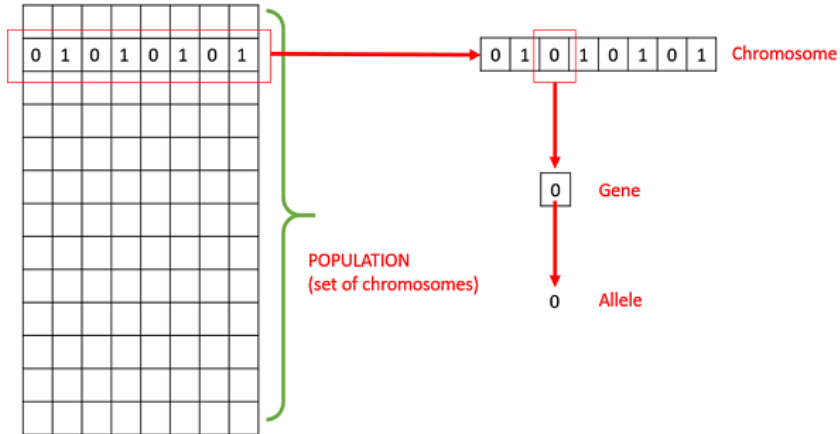 0 1 0 1 0 1 0 1
0 1 0 1 0 1 0 1 Chromosome
0 Gene
POPULATION
(set of chromosomes)
0 Allele